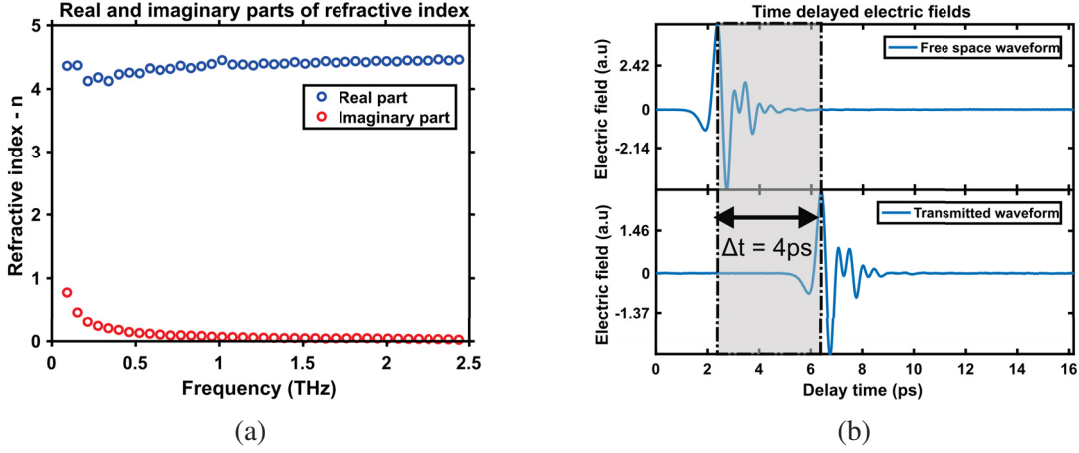 Real and imaginary parts of refractive index
5
4
3
2
1
0
Refractive index - n
Real part
Imaginary part
0 0.5 1 1.5 2 2.5
Frequency (THz)
(a)
Time delayed electric fields
Electric field (a.u)
2.42
0
-2.14
Free space waveform
Electric field (a.u)
1.46
0
-1.37
Transmitted waveform
Δt = 4ps
0 2 4 6 8 10 12 14 16
Delay time (ps)
(b)